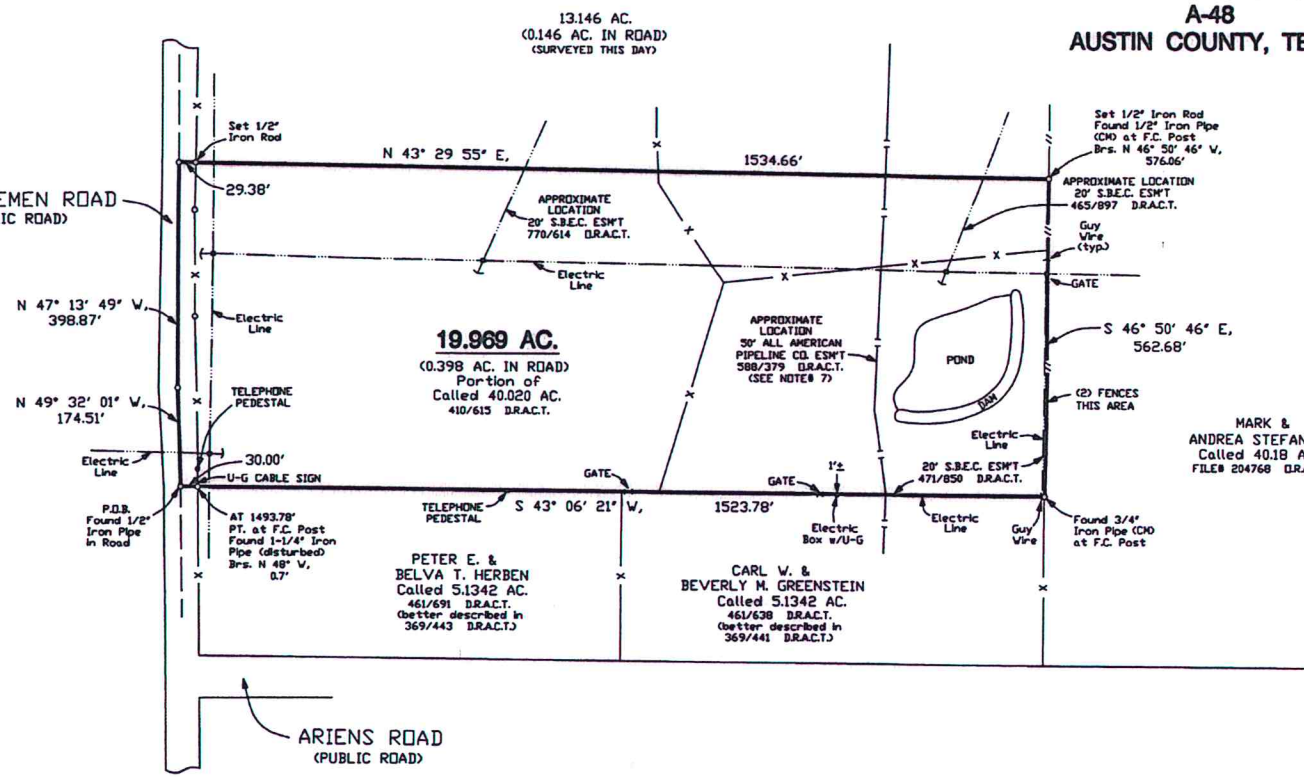 13.146 AC.
(0.146 AC. IN ROAD)
(SURVEYED THIS DAY)
A-48
AUSTIN COUNTY, TE
Set 1/2"
Iron Rod
N 43° 29 55" E,
1534.66'
Set 1/2" Iron Rod
Found 1/2" Iron Pipe
(CM) at F.C. Post
Brs. N 46° 50' 46" W,
576.06'
29.38'
EMEN ROAD
IC ROAD)
APPROXIMATE
LOCATION
20' S.B.E.C. ESM'T
770/614 D.R.A.C.T.
APPROXIMATE LOCATION
20' S.B.E.C. ESM'T
465/897 D.R.A.C.T.
Guy
Wire
(typ.)
Electric
Line
GATE
N 47° 13' 49" W,
398.87'
Electric
Line
19.969 AC.
(0.398 AC. IN ROAD)
Portion of
Called 40.020 AC.
410/615 D.R.A.C.T.
APPROXIMATE
LOCATION
50' ALL AMERICAN
PIPELINE CO. ESM'T
588/379 D.R.A.C.T.
(SEE NOTE# 7)
POND
DAM
S 46° 50' 46" E,
562.68'
(2) FENCES
THIS AREA
N 49° 32' 01" W,
174.51'
TELEPHONE
PEDESTAL
MARK &
ANDREA STEFAN
Called 40.18 A
FILE# 204768 D.R.
Electric
Line
30.00'
U-G CABLE SIGN
GATE
GATE
1'±
20' S.B.E.C. ESM'T
471/850 D.R.A.C.T.
Electric
Line
P.O.B.
Found 1/2"
Iron Pipe
in Road
AT 1493.78'
PT. at F.C. Post
Found 1-1/4" Iron
Pipe (disturbed)
Brs. N 48° W,
0.7'
TELEPHONE
PEDESTAL
S 43° 06' 21" W,
1523.78'
Electric
Box w/U-G
Electric
Line
Guy
Wire
Found 3/4"
Iron Pipe (CM)
at F.C. Post
PETER E. &
BELVA T. HERBEN
Called 5.1342 AC.
461/691 D.R.A.C.T.
(better described in
369/443 D.R.A.C.T.)
CARL W. &
BEVERLY M. GREENSTEIN
Called 5.1342 AC.
461/638 D.R.A.C.T.
(better described in
369/441 D.R.A.C.T.)
ARIENS ROAD
(PUBLIC ROAD)